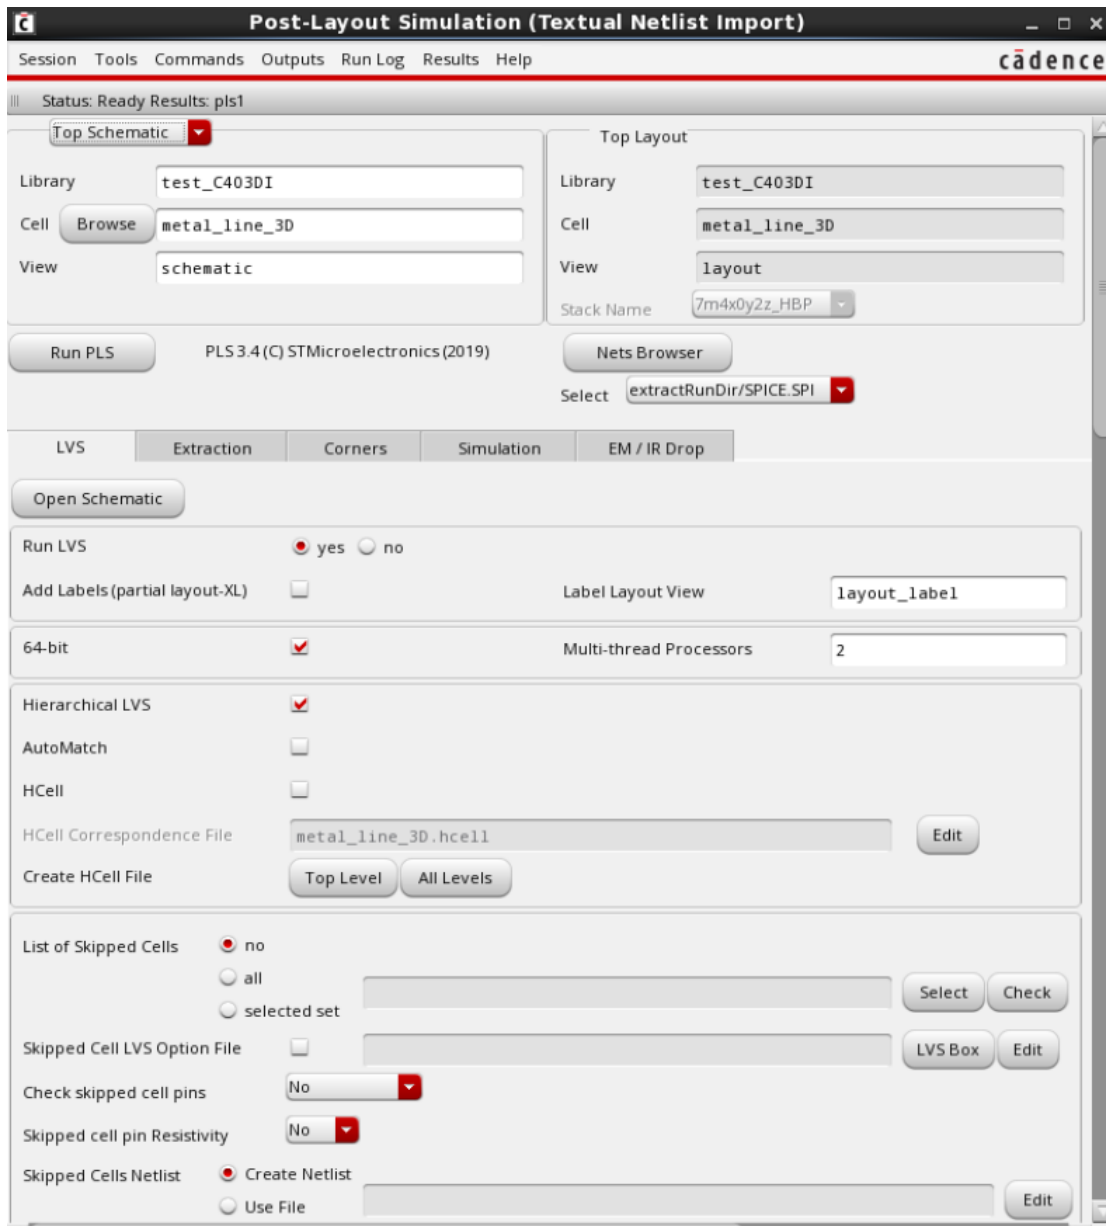 Post-Layout Simulation (Textual Netlist Import)
Session Tools Commands Outputs Run Log Results Help cādence
Status: Ready Results: pls1
Top Schematic
Library test_C403DI
Cell Browse metal_line_3D
View schematic
Top Layout
Library test_C403DI
Cell metal_line_3D
View layout
Stack Name 7m4x0y2z_HBP
Run PLS PLS 3.4 (C) STMicroelectronics (2019) Nets Browser
Select extractRunDir/SPICE.SPI
LVS Extraction Corners Simulation EM / IR Drop
Open Schematic
Run LVS yes no
Add Labels (partial layout-XL) Label Layout View layout_label
64-bit Multi-thread Processors 2
Hierarchical LVS
AutoMatch
HCell
HCell Correspondence File metal_line_3D.hcell Edit
Create HCell File Top Level All Levels
List of Skipped Cells no
all
selected set Select Check
Skipped Cell LVS Option File LVS Box Edit
Check skipped cell pins No
Skipped cell pin Resistivity No
Skipped Cells Netlist Create Netlist
Use File Edit